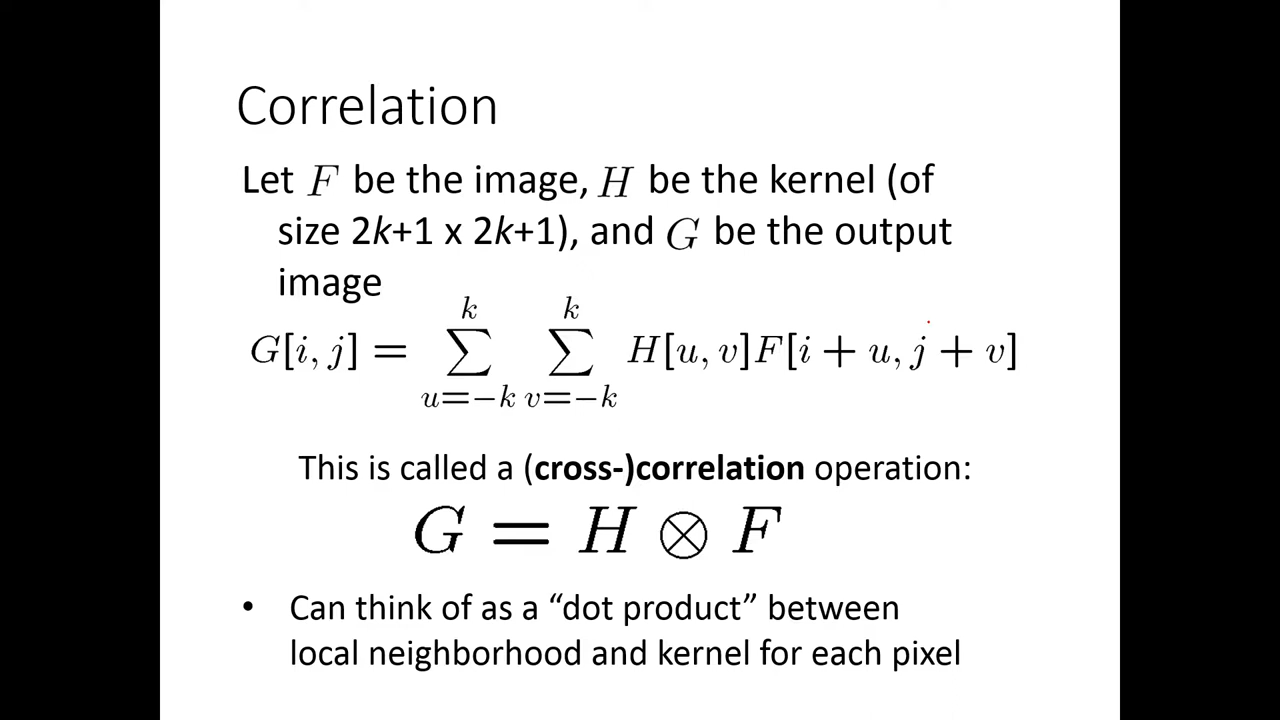 Correlation
Let F be the image, H be the kernel (of
size 2k+1 x 2k+1), and G be the output
image
G[i, j] = ∑_{u=-k}^{k} ∑_{v=-k}^{k} H[u, v]F[i + u, j + v]
This is called a (cross-)correlation operation:
G = H ⊗ F
• Can think of as a “dot product” between
local neighborhood and kernel for each pixel